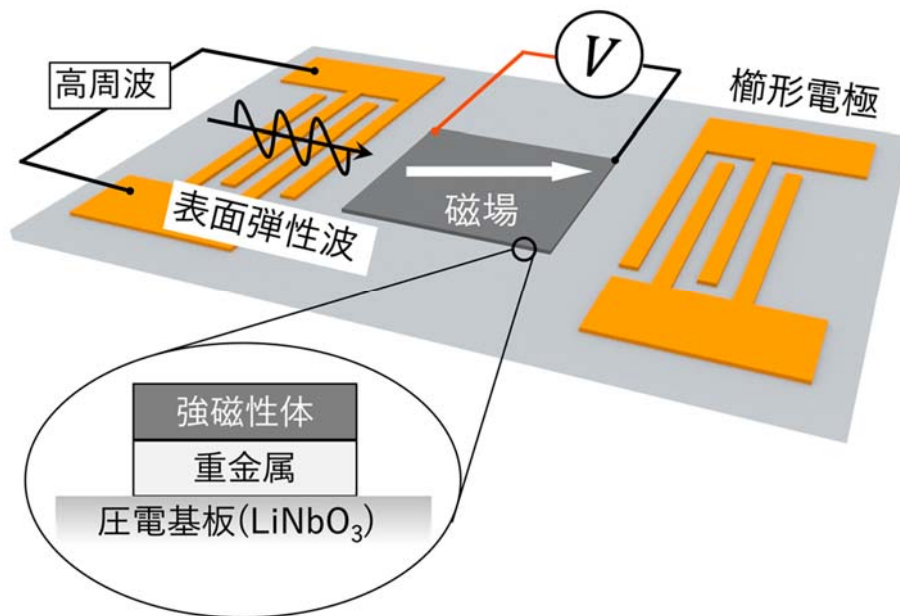 高周波
V
櫛形電極
表面弾性波
磁場
強磁性体
重金属
圧電基板(LiNbO₃)